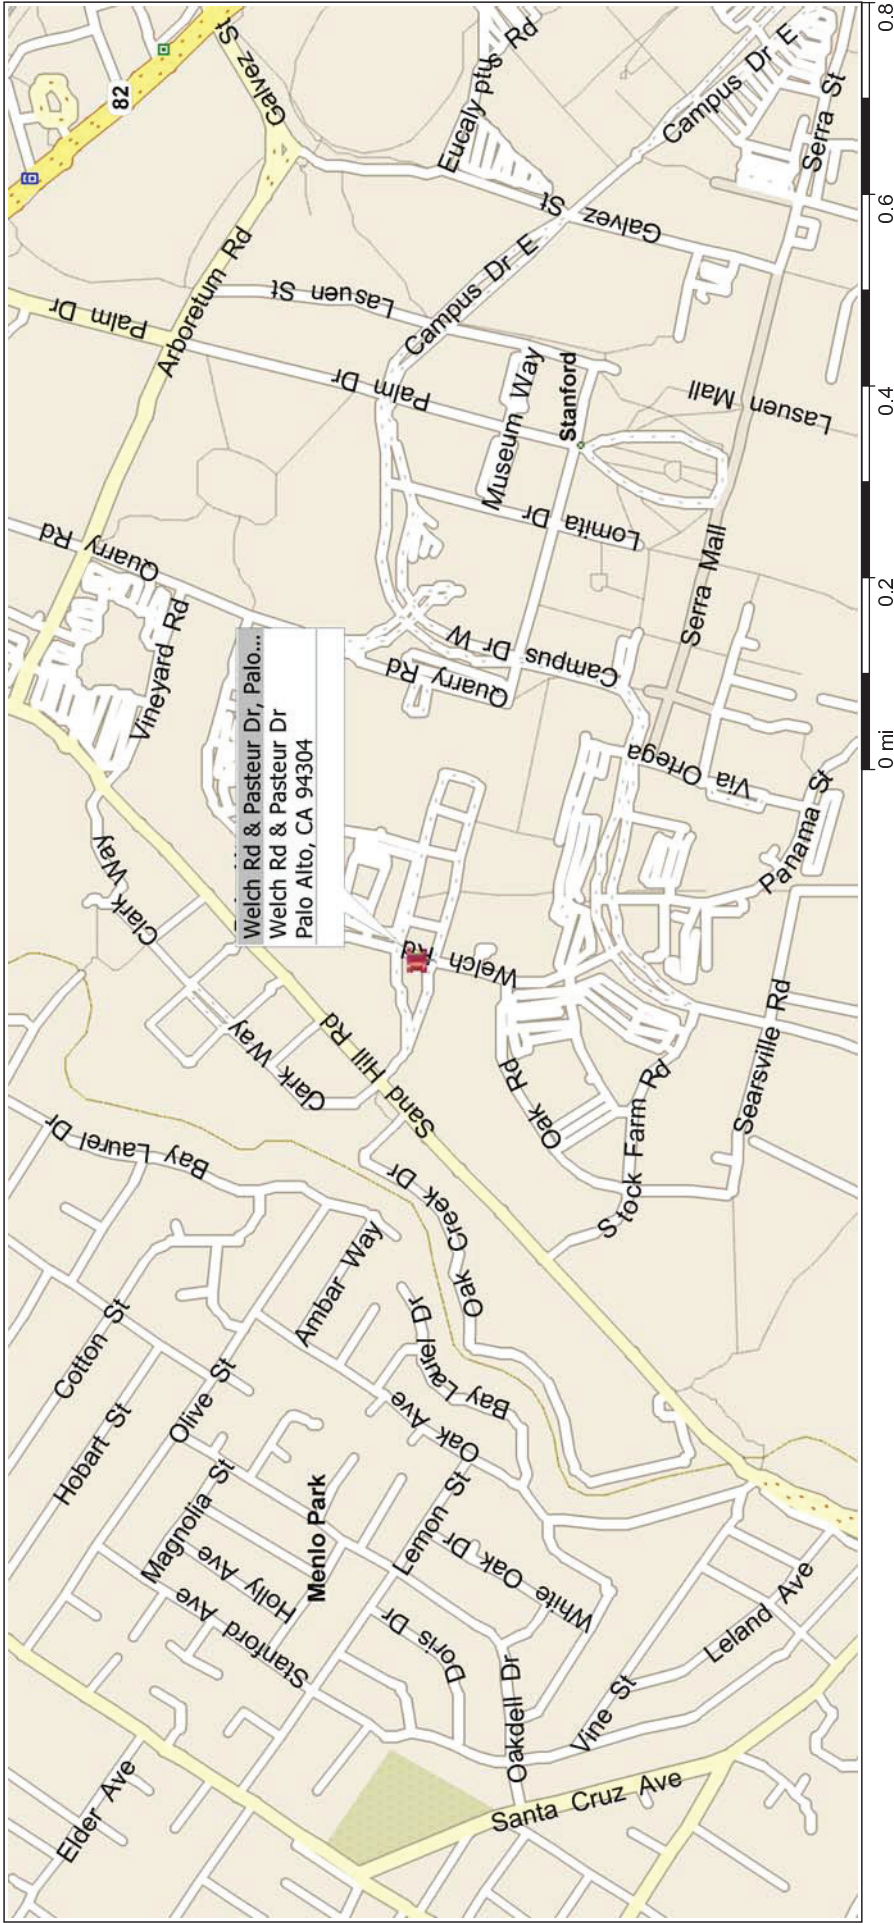 82
Galvez St
Eucalyptus Rd
Campus Dr E
Serra St
Arboretum Rd
Galvez St
Campus Dr E
Lasuen St
Palm Dr
Palm Dr
Museum Way
Stanford
Lasuen Mall
Lomita Dr
Quarry Rd
Serra Mall
Vineyard Rd
Campus Dr W
Quarry Rd
Via Ortega
Panama St
Welch Rd & Pasteur Dr, Palo...
Welch Rd & Pasteur Dr
Palo Alto, CA 94304
Clark Way
Welch Rd
Clark Way
Sand Hill Rd
Oak Rd
Stock Farm Rd
Searsville Rd
Bay Laurel Dr
Oak Creek Dr
Ambar Way
Cotton St
Bay Laurel Dr
Hobart St
Olive St
Oak Ave
Magnolia St
Menlo Park
Lemon St
Holly Ave
White Oak Dr
Stanford Ave
Doris Dr
Leland Ave
Oakdell Dr
Vine St
Elder Ave
Santa Cruz Ave
0 mi
0.2
0.4
0.6
0.8